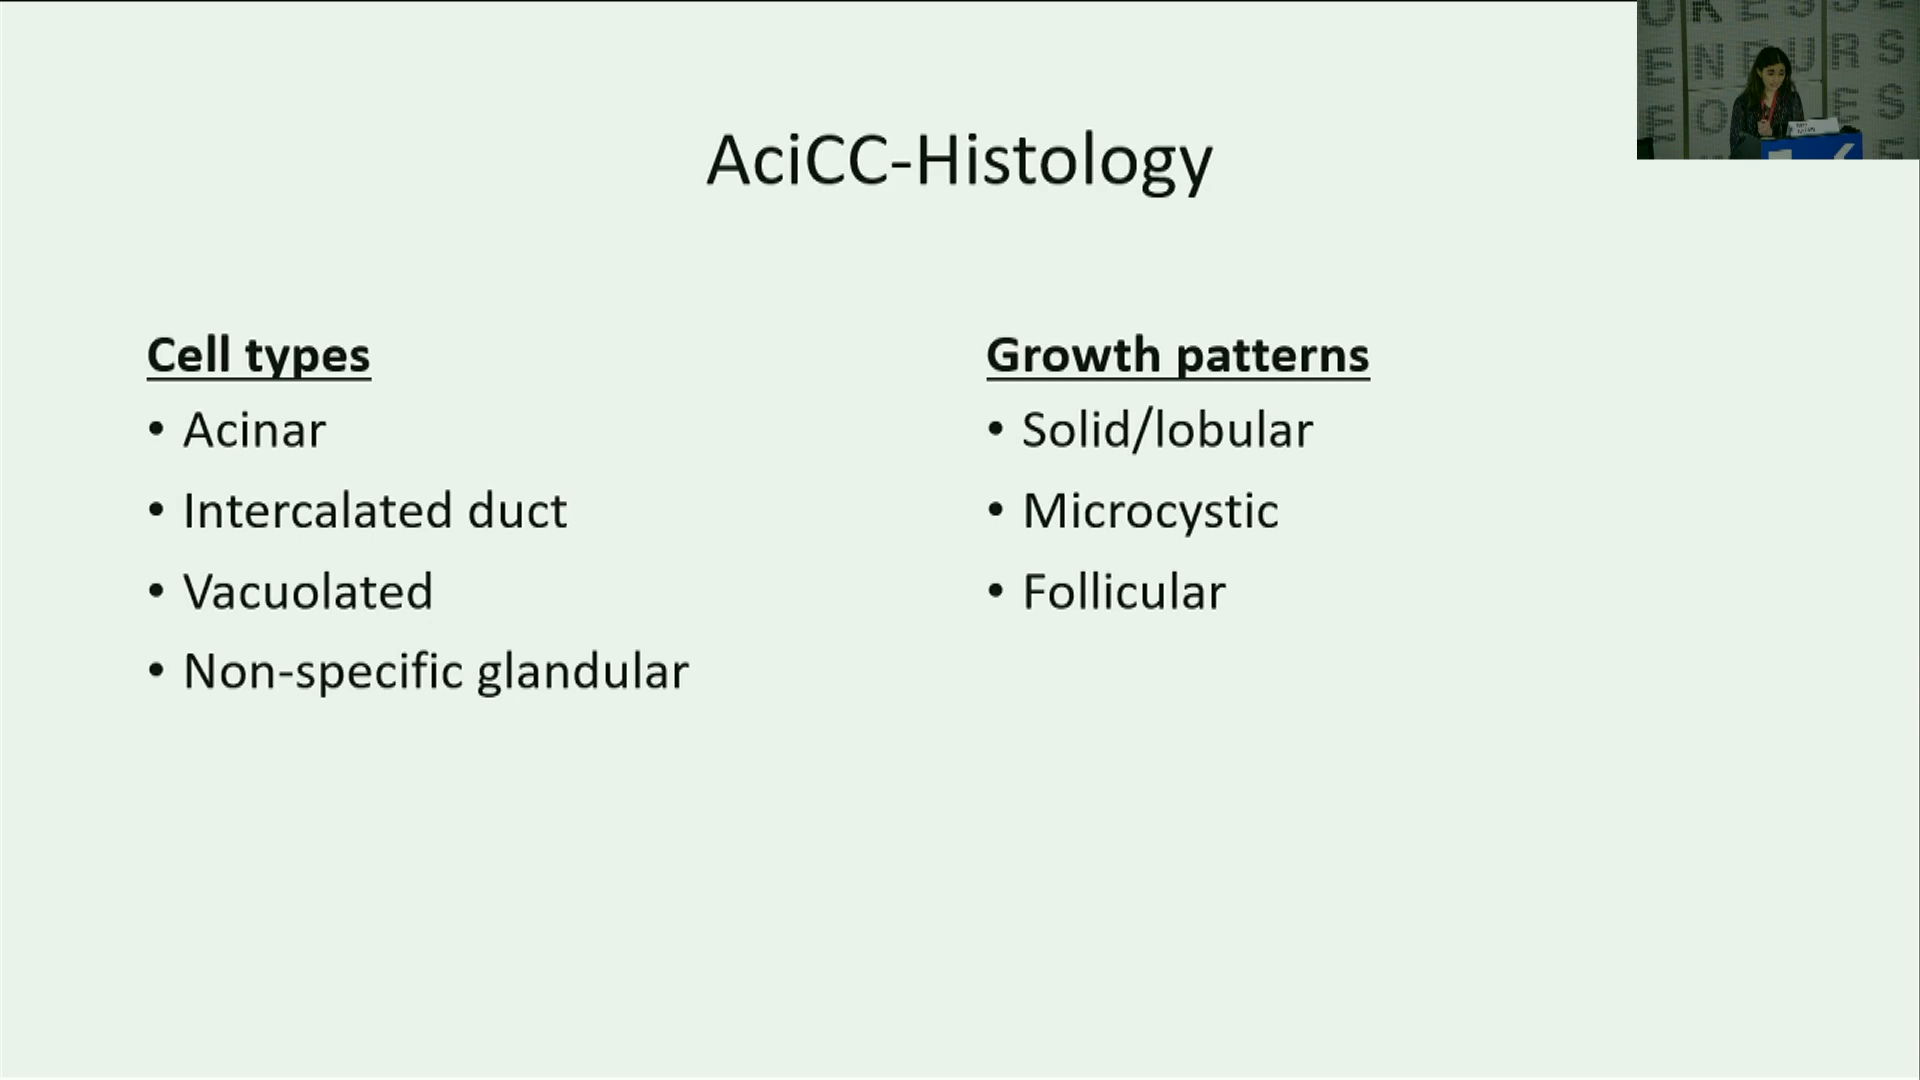 AciCC-Histology
Cell types
• Acinar
• Intercalated duct
• Vacuolated
• Non-specific glandular
Growth patterns
• Solid/lobular
• Microcystic
• Follicular